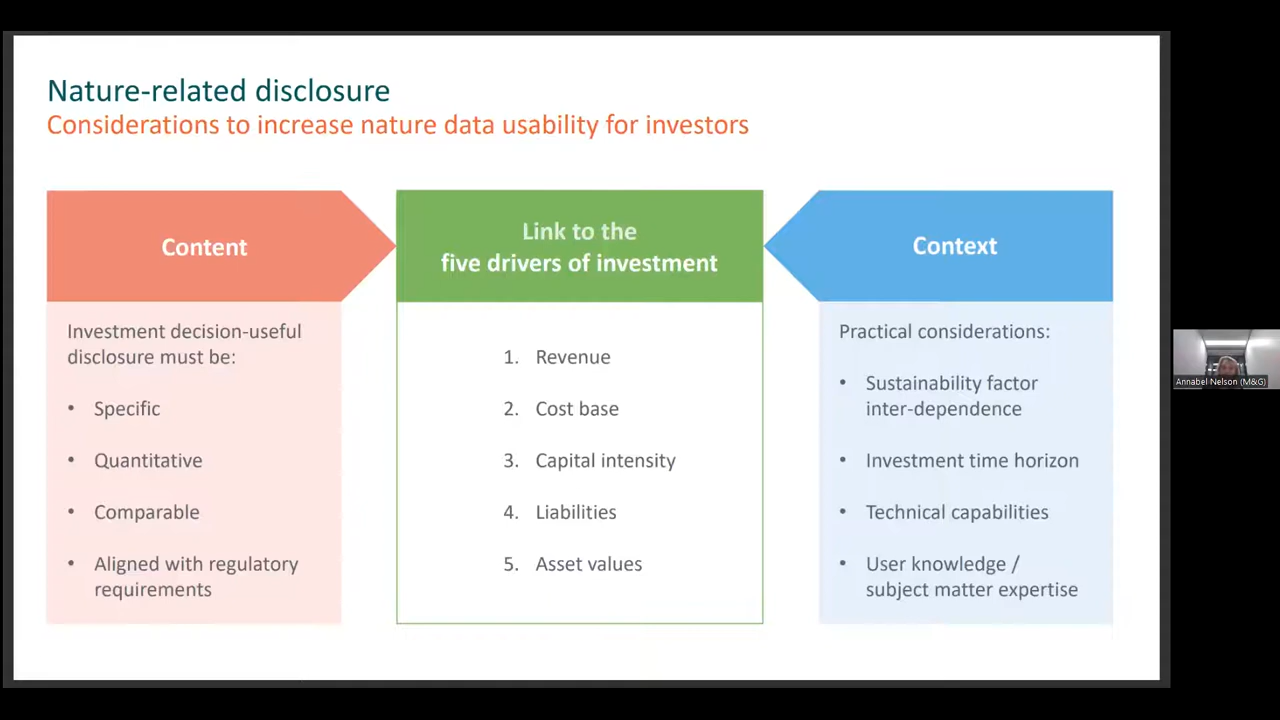 Nature-related disclosure
Considerations to increase nature data usability for investors
Content
Investment decision-useful
disclosure must be:
• Specific
• Quantitative
• Comparable
• Aligned with regulatory
requirements
Link to the
five drivers of investment
1. Revenue
2. Cost base
3. Capital intensity
4. Liabilities
5. Asset values
Context
Practical considerations:
• Sustainability factor
inter-dependence
• Investment time horizon
• Technical capabilities
• User knowledge /
subject matter expertise
Annabel Nelson (M&G)